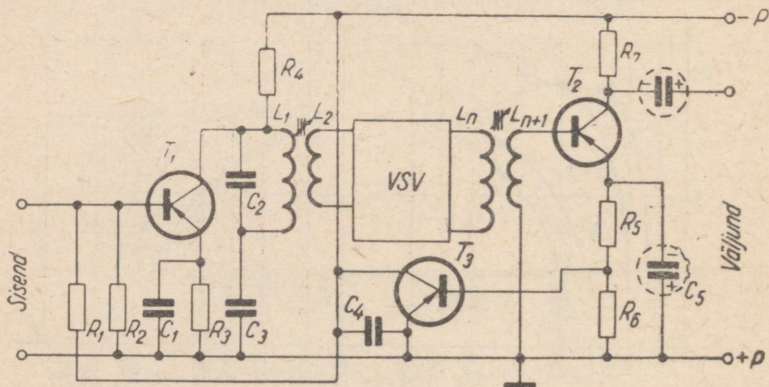 -P
R₇
T₂
R₄
L₁
L₂
Lₙ
Lₙ₊₁
T₁
VSV
C₂
R₅
T₃
Sisend
Väljund
C₄
C₅
R₁
R₂
C₁
R₃
C₃
R₆
+P